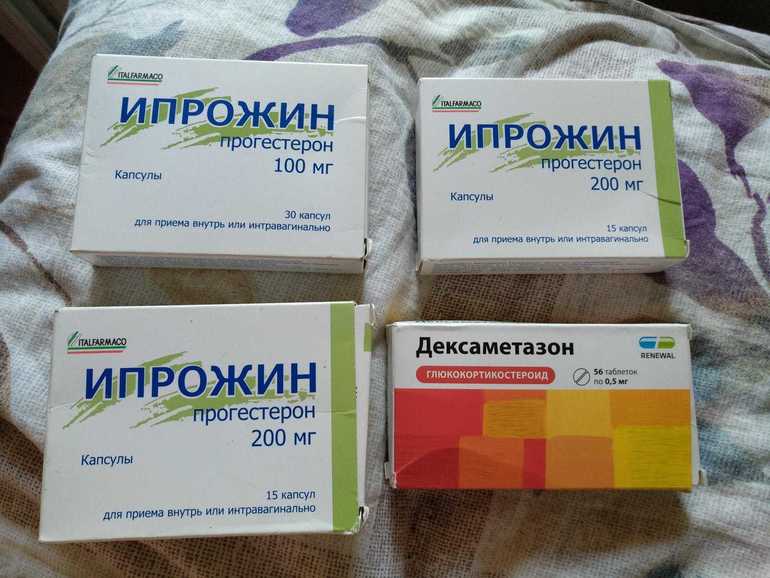 ITALFARMACO
ИПРОЖИН
прогестерон
100 мг
Капсулы
30 капсул
для приема внутрь или интравагинально
ITALFARMACO
ИПРОЖИН
прогестерон
200 мг
Капсулы
15 капсул
для приема внутрь или интравагинально
ITALFARMACO
ИПРОЖИН
прогестерон
200 мг
Капсулы
15 капсул
для приема внутрь или интравагинально
Дексаметазон
RENEWAL
ГЛЮКОКОРТИКОСТЕРОИД
56 таблеток
по 0,5 мг